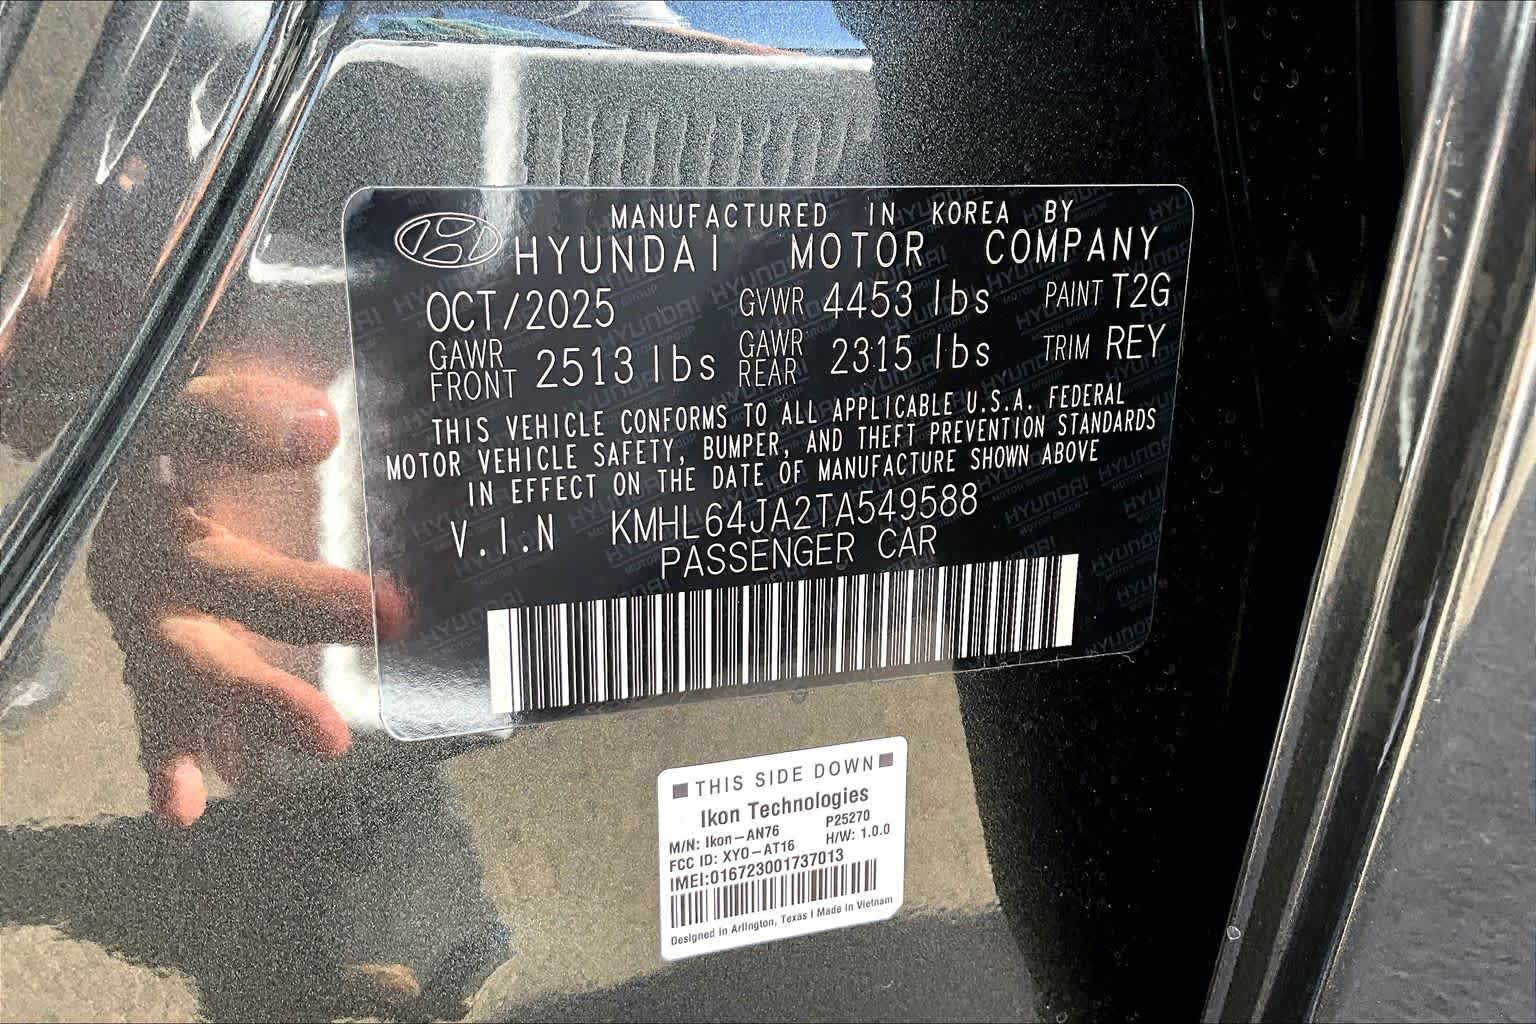 MANUFACTURED IN KOREA BY
HYUNDAI MOTOR COMPANY
OCT/2025 GVWR 4453 lbs PAINT T2G
GAWR FRONT 2513 lbs GAWR REAR 2315 lbs TRIM REY
THIS VEHICLE CONFORMS TO ALL APPLICABLE U.S.A. FEDERAL
MOTOR VEHICLE SAFETY, BUMPER, AND THEFT PREVENTION STANDARDS
IN EFFECT ON THE DATE OF MANUFACTURE SHOWN ABOVE
V.I.N KMHL64JA2TA549588
PASSENGER CAR
THIS SIDE DOWN
Ikon Technologies
M/N: Ikon-AN76 P25270
FCC ID: XYO-AT16 H/W: 1.0.0
IMEI:016723001737013
Designed in Arlington, Texas | Made in Vietnam